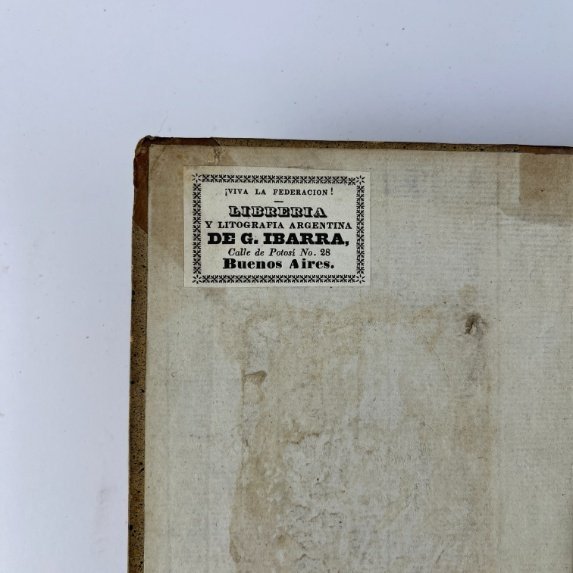 ¡VIVA LA FEDERACION!
LIBRERIA
Y LITOGRAFIA ARGENTINA
DE G. IBARRA,
Calle de Potosi No. 28
Buenos Aires.